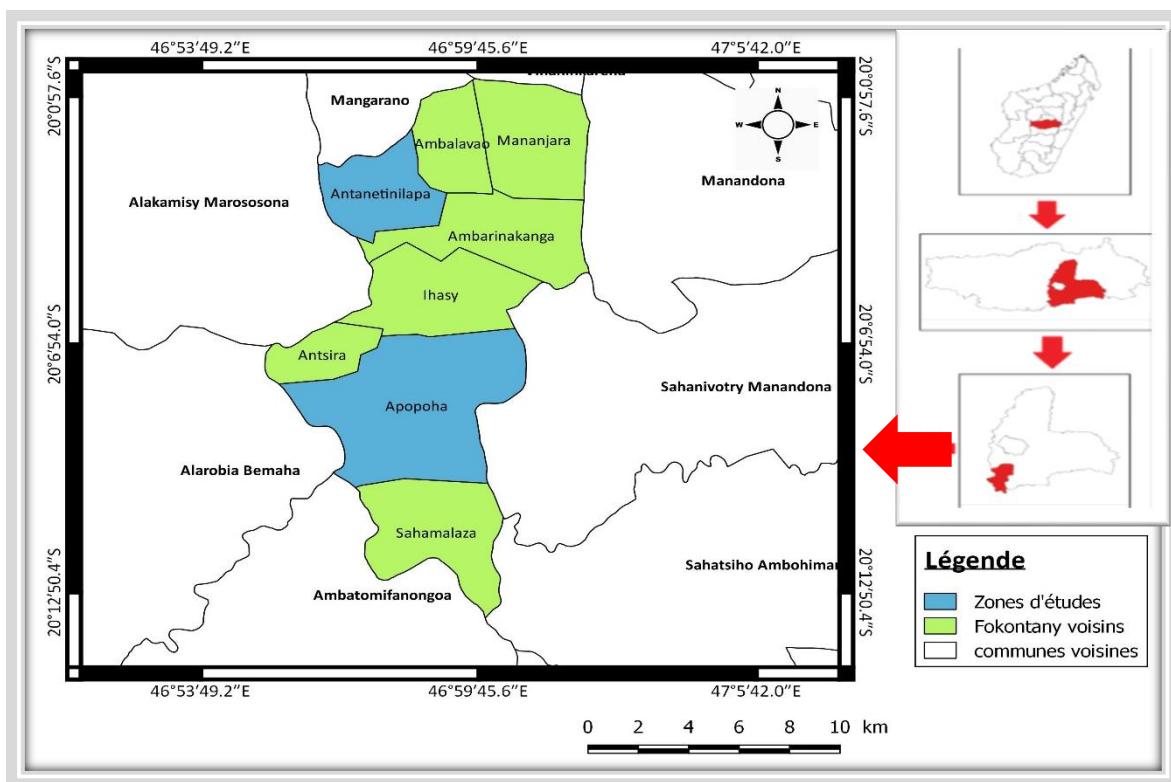 46°53'49.2"E 46°59'45.6"E 47°5'42.0"E
20°0'57.6"S
20°0'57.6"S
Mangarano
N
W E
S
Ambalavao
Mananjara
Manandona
Antanetinilapa
Alakamisy Marososona
Ambarinakanga
Ihasy
20°6'54.0"S
20°6'54.0"S
Antsira
Sahanivotry Manandona
Apopoha
Alarobia Bemaha
Sahamalaza
Sahatsiho Ambohimar
Ambatomifanongoa
20°12'50.4"S
20°12'50.4"S
Légende
Zones d'études
Fokontany voisins
communes voisines
46°53'49.2"E 46°59'45.6"E 47°5'42.0"E
0 2 4 6 8 10 km